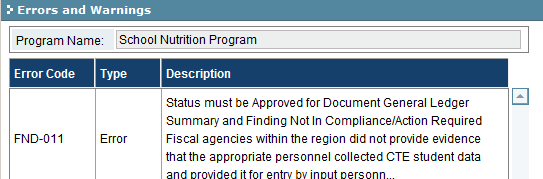 Errors and Warnings
Program Name: School Nutrition Program
Error Code Type Description
Status must be Approved for Document General Ledger
Summary and Finding Not In Compliance/Action Required
Fiscal agencies within the region did not provide evidence
FND-011 Error that the appropriate personnel collected CTE student data
and provided it for entry by input personn...